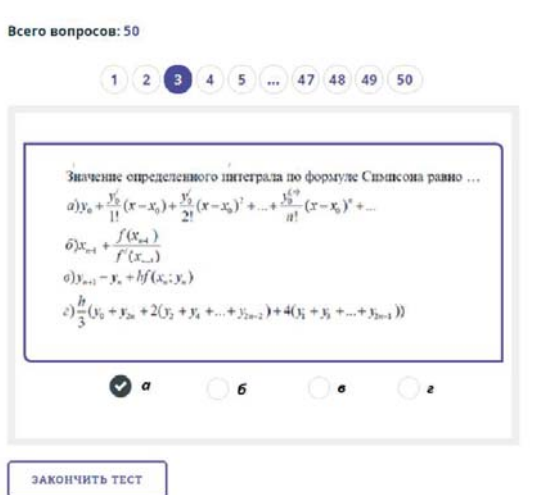 Всего вопросов: 50
1 2 3 4 5 ... 47 48 49 50
Значение определенного интеграла по формуле Симпсона равно …
а) y₀ + y₀′/1! (x − x₀) + y₀″/2! (x − x₀)² + ... + y₀⁽ⁿ⁾/n! (x − x₀)ⁿ + ...
б) xₙ₋₁ + f(xₙ₋₁)/f′(xₙ₋₁)
в) yₙ₊₁ − yₙ + hf(xₙ; yₙ)
г) h/3 (y₀ + y₂ₙ + 2(y₂ + y₄ + ... + y₂ₙ₋₂) + 4(y₁ + y₃ + ... + y₂ₙ₋₁))
а б в г
ЗАКОНЧИТЬ ТЕСТ